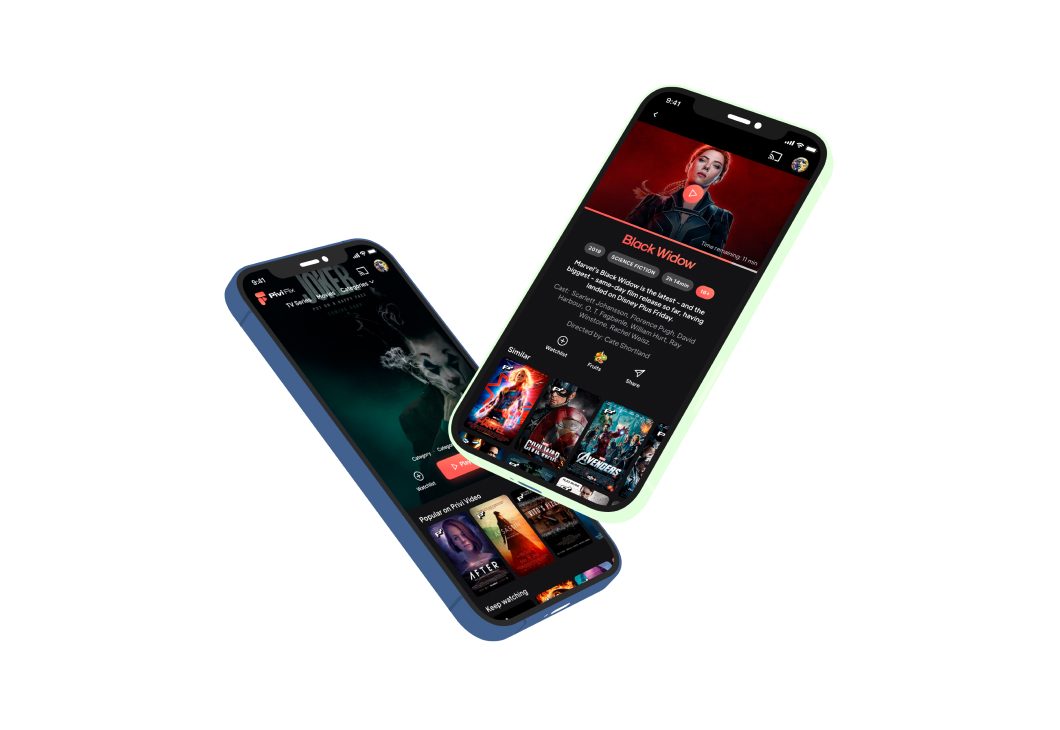 9:41
Time remaining: 11 min
Black Widow
2019
SCIENCE FICTION
2h 14min
16+
Marvel's Black Widow is the latest - and the
biggest - same-day film release so far, having
landed on Disney Plus Friday.
Cast: Scarlett Johansson, Florence Pugh, David
Harbour, O. T. Fagbenle, William Hurt, Ray
Winstone, Rachel Weisz.
Directed by: Cate Shortland
Watchlist
Fruits
Share
Similar
CIVIL WAR
AVENGERS
9:41
JOKER
PUT ON A HAPPY FACE
PiviFlix
TV Series
Movies
Categories
Category
Watchlist
Play
Popular on Privi Video
AFTER
Keep watching